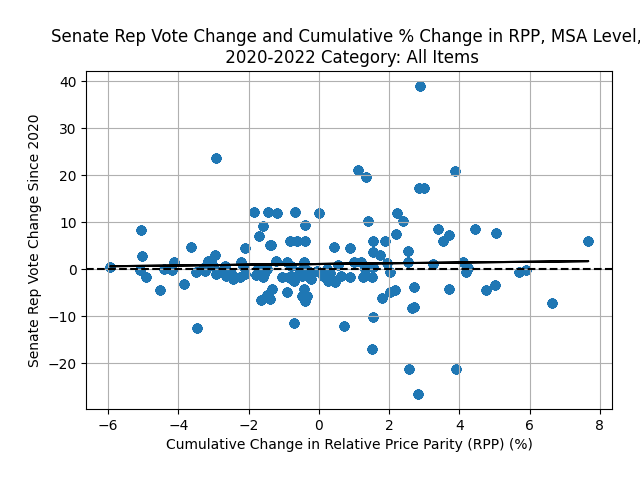 Senate Rep Vote Change and Cumulative % Change in RPP, MSA Level,
2020-2022 Category: All Items
Senate Rep Vote Change Since 2020
40
30
20
10
0
−10
−20
−6 −4 −2 0 2 4 6 8
Cumulative Change in Relative Price Parity (RPP) (%)